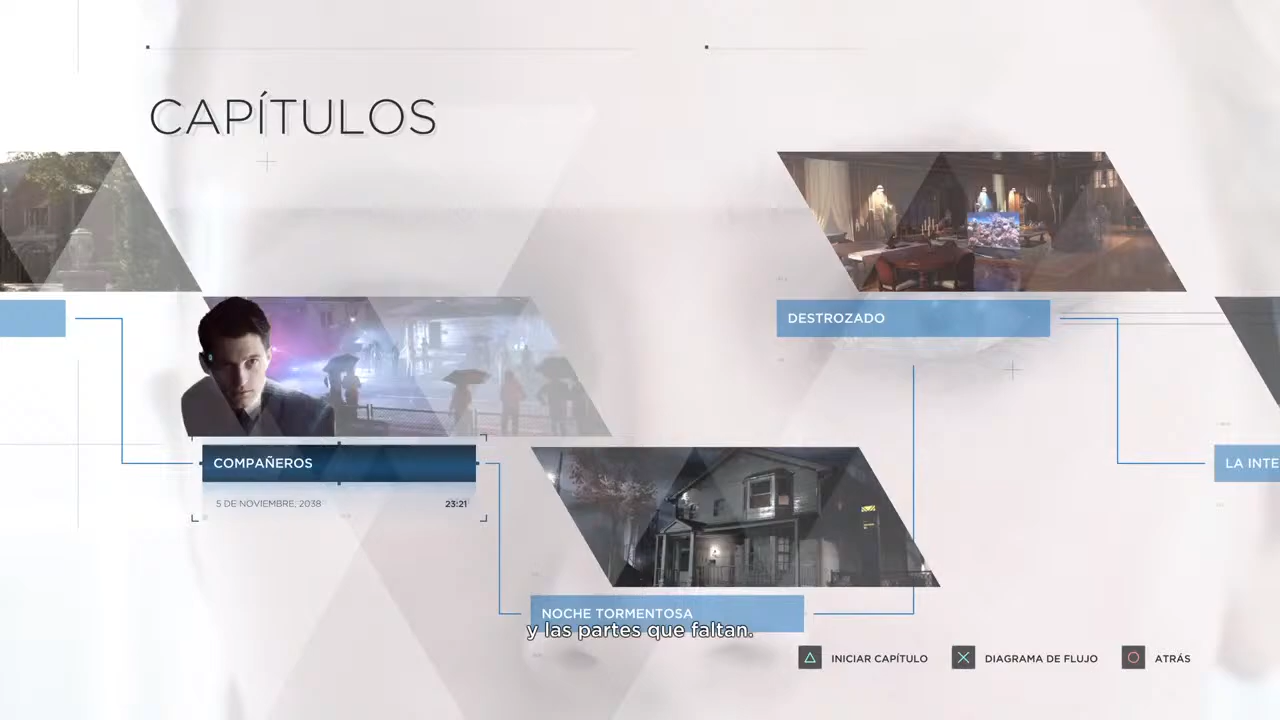 CAPÍTULOS
DESTROZADO
COMPAÑEROS
LA INTE
5 DE NOVIEMBRE, 2038 23:21
NOCHE TORMENTOSA
y las partes que faltan.
INICIAR CAPÍTULO DIAGRAMA DE FLUJO ATRÁS